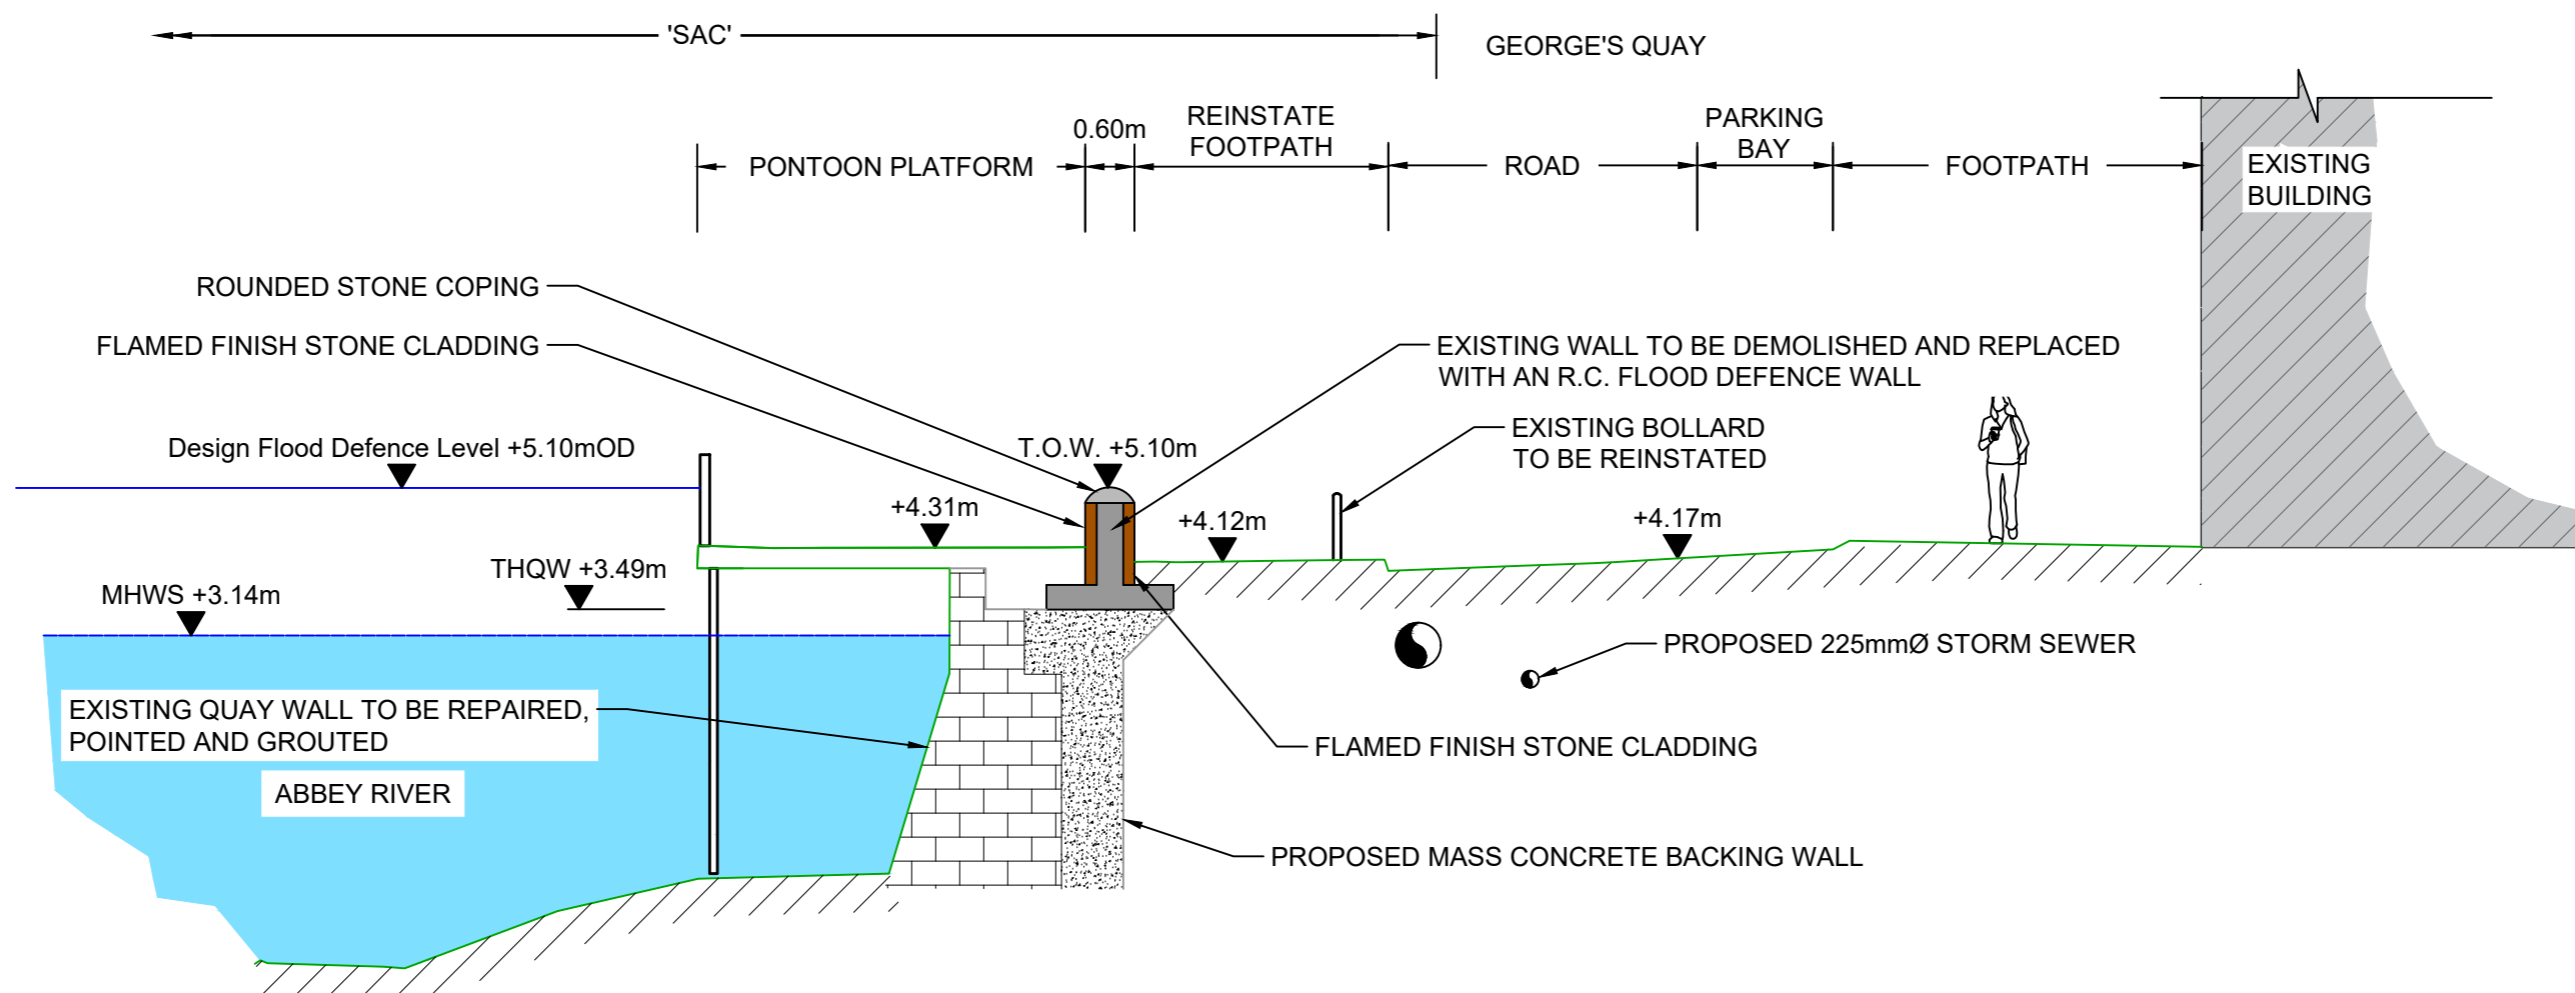 'SAC'
GEORGE'S QUAY
0.60m
REINSTATE
FOOTPATH
PARKING
BAY
PONTOON PLATFORM
ROAD
FOOTPATH
EXISTING
BUILDING
ROUNDED STONE COPING
FLAMED FINISH STONE CLADDING
EXISTING WALL TO BE DEMOLISHED AND REPLACED
WITH AN R.C. FLOOD DEFENCE WALL
EXISTING BOLLARD
TO BE REINSTATED
Design Flood Defence Level +5.10mOD
T.O.W. +5.10m
+4.31m
+4.12m
+4.17m
THQW +3.49m
MHWS +3.14m
PROPOSED 225mmØ STORM SEWER
EXISTING QUAY WALL TO BE REPAIRED,
POINTED AND GROUTED
FLAMED FINISH STONE CLADDING
ABBEY RIVER
PROPOSED MASS CONCRETE BACKING WALL